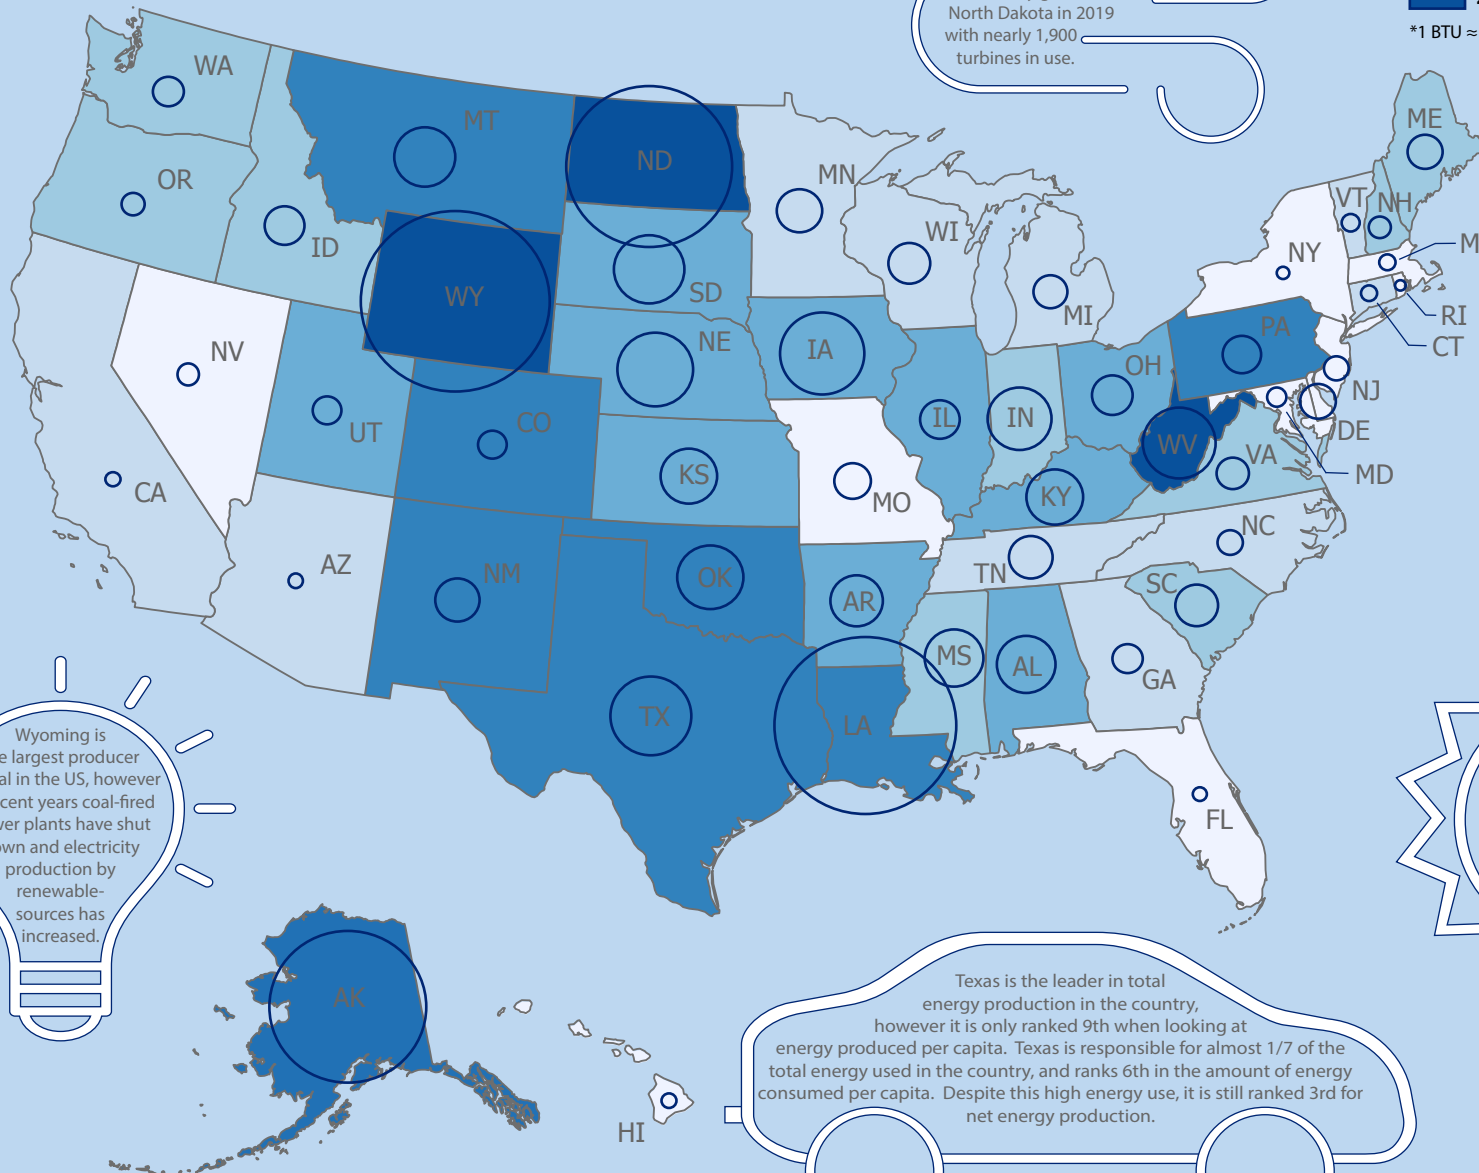 North Dakota in 2019
with nearly 1,900
turbines in use.
*1 BTU ≈
WA
MT
ND
MN
ME
OR
ID
WY
SD
WI
MI
VT
NH
NY
M
RI
CT
NV
UT
CO
NE
IA
IL
IN
OH
PA
NJ
DE
MD
CA
AZ
NM
KS
MO
KY
WV
VA
NC
TN
OK
AR
SC
MS
AL
GA
TX
LA
FL
AK
HI
Wyoming is
e largest producer
al in the US, however
cent years coal-fired
ver plants have shut
own and electricity
production by
renewable-
sources has
increased.
Texas is the leader in total
energy production in the country,
however it is only ranked 9th when looking at
energy produced per capita. Texas is responsible for almost 1/7 of the
total energy used in the country, and ranks 6th in the amount of energy
consumed per capita. Despite this high energy use, it is still ranked 3rd for
net energy production.